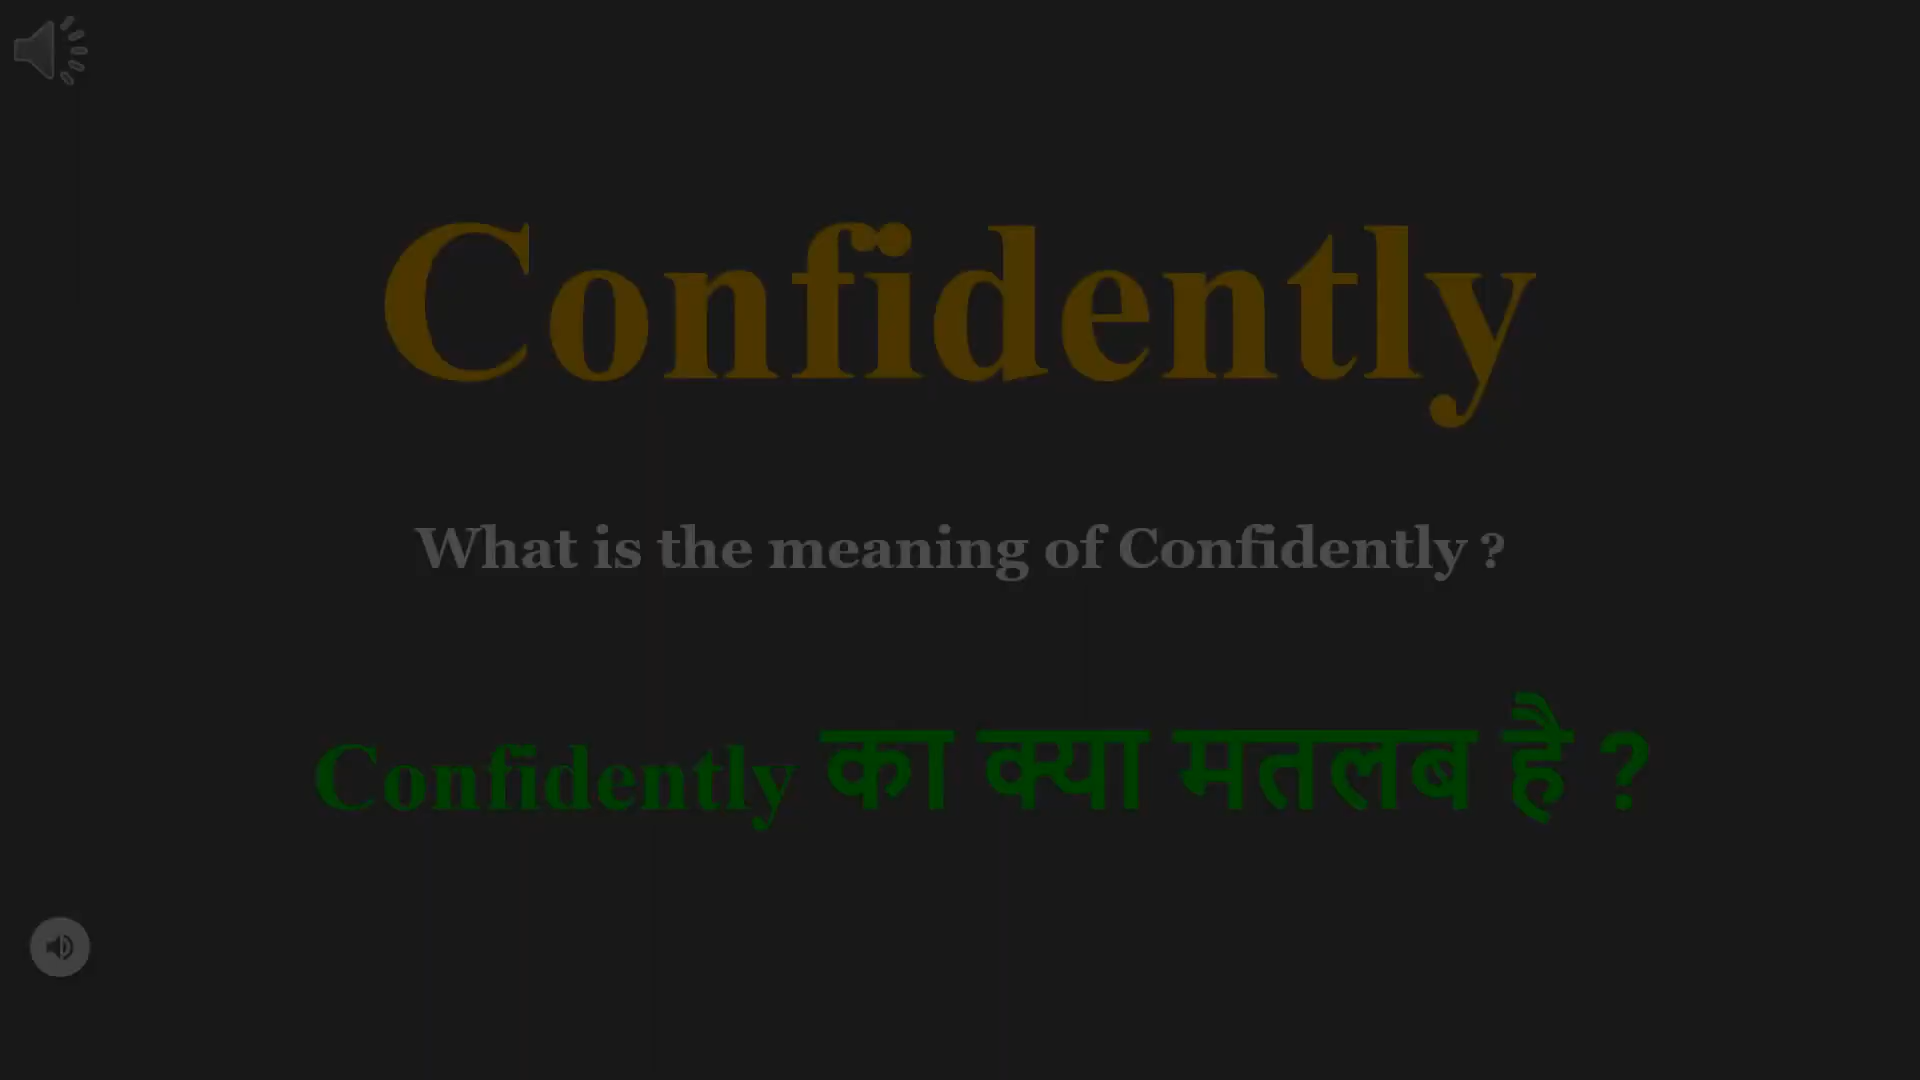 Confidently
What is the meaning of Confidently ?
Confidently का क्या मतलब है ?